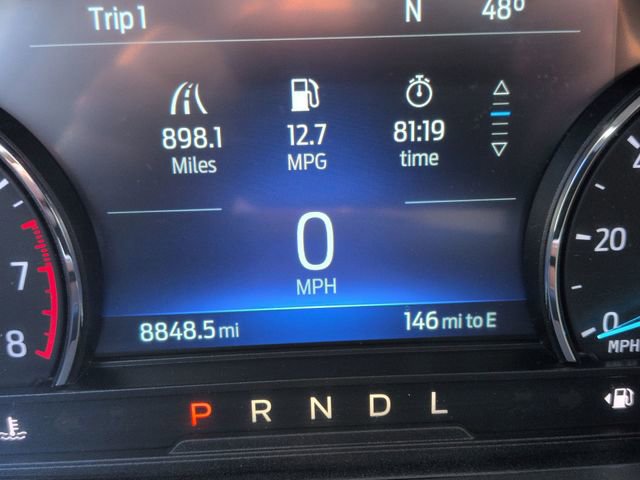 Trip 1 N 48°
898.1 12.7 81:19
Miles MPG time
0
MPH
8848.5 mi 146 mi to E
7
8
20
0
MPH
P R N D L